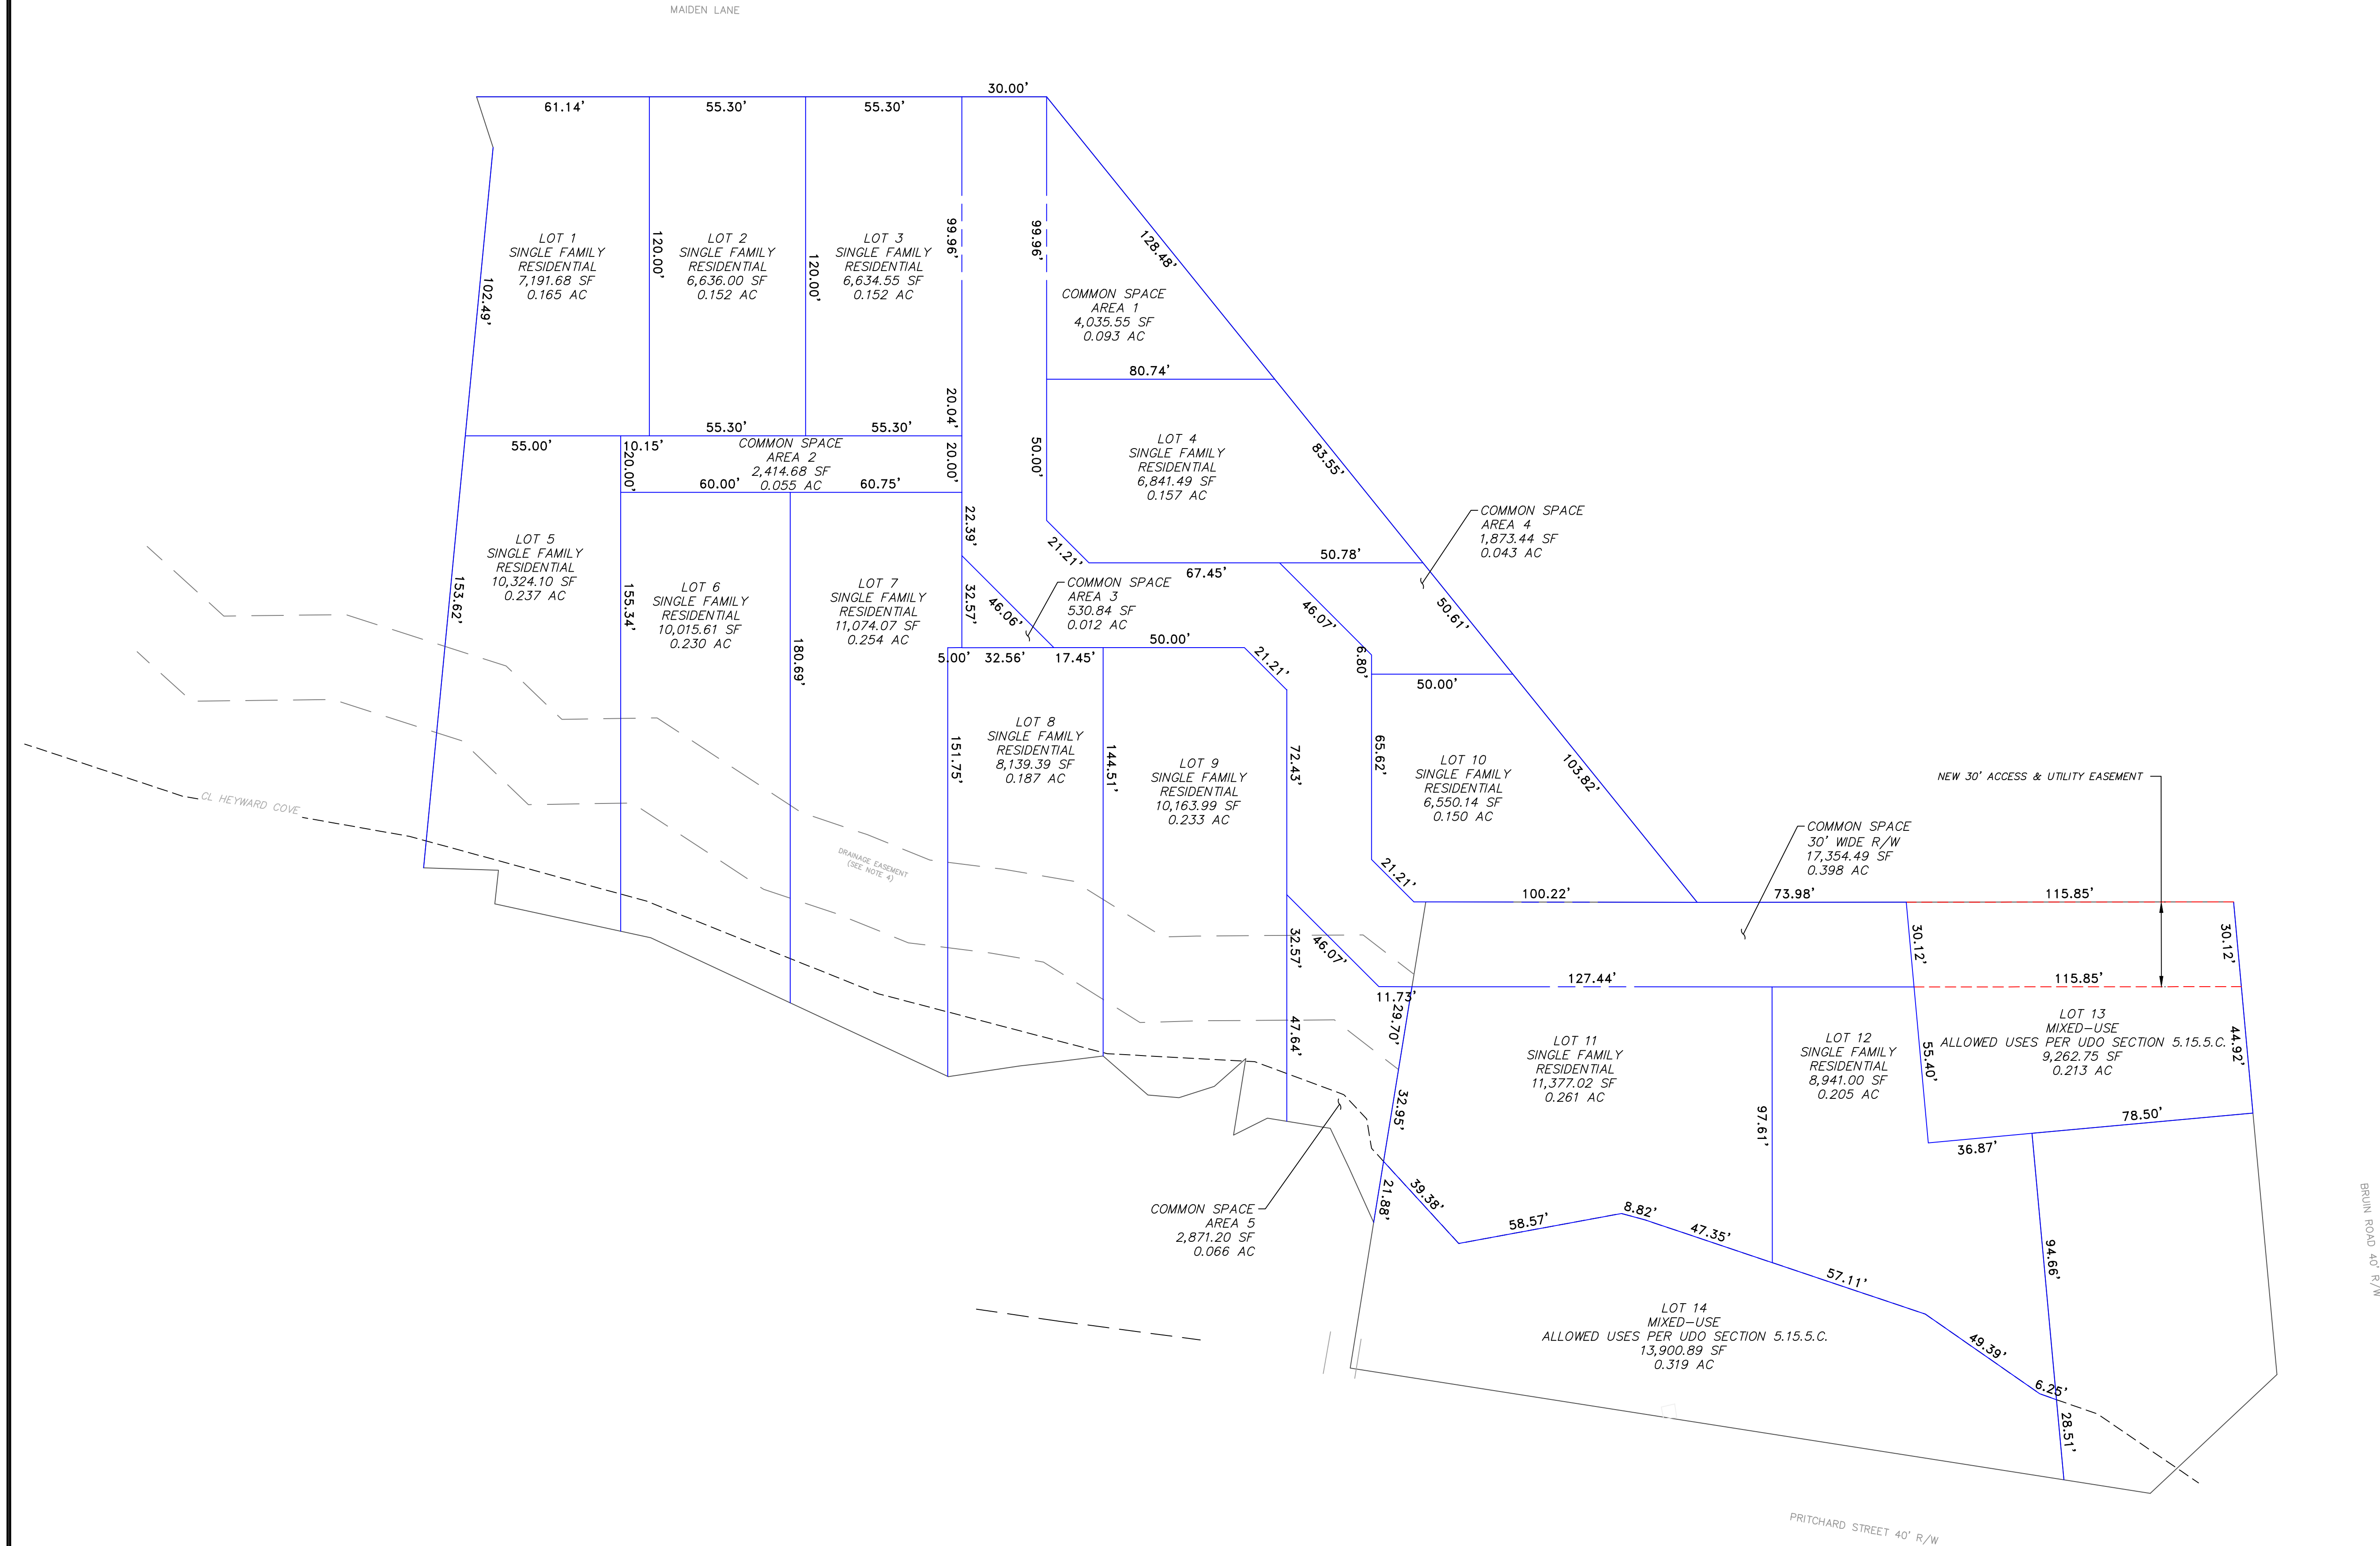 MAIDEN LANE
30.00'
61.14'
55.30'
55.30'
99.96'
99.96'
128.48'
LOT 1
SINGLE FAMILY
RESIDENTIAL
7,191.68 SF
0.165 AC
120.00'
LOT 2
SINGLE FAMILY
RESIDENTIAL
6,636.00 SF
0.152 AC
120.00'
LOT 3
SINGLE FAMILY
RESIDENTIAL
6,634.55 SF
0.152 AC
102.49'
COMMON SPACE
AREA 1
4,035.55 SF
0.093 AC
80.74'
20.04'
55.30'
55.30'
55.00'
10.15'
20.00'
COMMON SPACE
AREA 2
2,414.68 SF
0.055 AC
20.00'
60.00'
60.75'
50.00'
LOT 4
SINGLE FAMILY
RESIDENTIAL
6,841.49 SF
0.157 AC
83.55'
COMMON SPACE
AREA 4
1,873.44 SF
0.043 AC
22.39'
21.21'
50.78'
67.45'
LOT 5
SINGLE FAMILY
RESIDENTIAL
10,324.10 SF
0.237 AC
153.62'
155.34'
LOT 6
SINGLE FAMILY
RESIDENTIAL
10,015.61 SF
0.230 AC
LOT 7
SINGLE FAMILY
RESIDENTIAL
11,074.07 SF
0.254 AC
180.69'
32.57'
46.06'
COMMON SPACE
AREA 3
530.84 SF
0.012 AC
46.07'
50.61'
50.00'
5.00'
32.56'
17.45'
21.21'
6.80'
50.00'
LOT 8
SINGLE FAMILY
RESIDENTIAL
8,139.39 SF
0.187 AC
151.75'
144.51'
LOT 9
SINGLE FAMILY
RESIDENTIAL
10,163.99 SF
0.233 AC
72.43'
65.62'
LOT 10
SINGLE FAMILY
RESIDENTIAL
6,550.14 SF
0.150 AC
103.82'
NEW 30' ACCESS & UTILITY EASEMENT
CL HEYWARD COVE
DRAINAGE EASEMENT
(SEE NOTE 4)
COMMON SPACE
30' WIDE R/W
17,354.49 SF
0.398 AC
21.21'
100.22'
73.98'
115.85'
32.57'
46.07'
30.12'
30.12'
127.44'
115.85'
11.73'
29.70'
47.64'
LOT 11
SINGLE FAMILY
RESIDENTIAL
11,377.02 SF
0.261 AC
LOT 12
SINGLE FAMILY
RESIDENTIAL
8,941.00 SF
0.205 AC
LOT 13
MIXED-USE
ALLOWED USES PER UDO SECTION 5.15.5.C.
9,262.75 SF
0.213 AC
44.92'
55.40'
32.95'
97.61'
78.50'
36.87'
21.88'
39.38'
COMMON SPACE
AREA 5
2,871.20 SF
0.066 AC
58.57'
8.82'
47.35'
57.11'
94.66'
BRUIN ROAD 40' R/W
LOT 14
MIXED-USE
ALLOWED USES PER UDO SECTION 5.15.5.C.
13,900.89 SF
0.319 AC
49.39'
6.25'
28.51'
PRITCHARD STREET 40' R/W